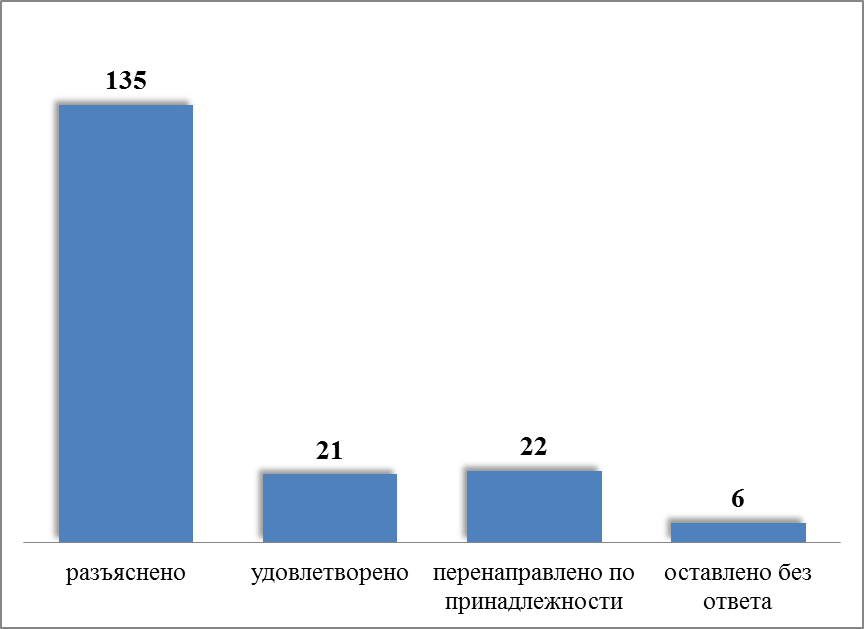 135
21
22
6
разъяснено
удовлетворено
перенаправлено по
принадлежности
оставлено без
ответа